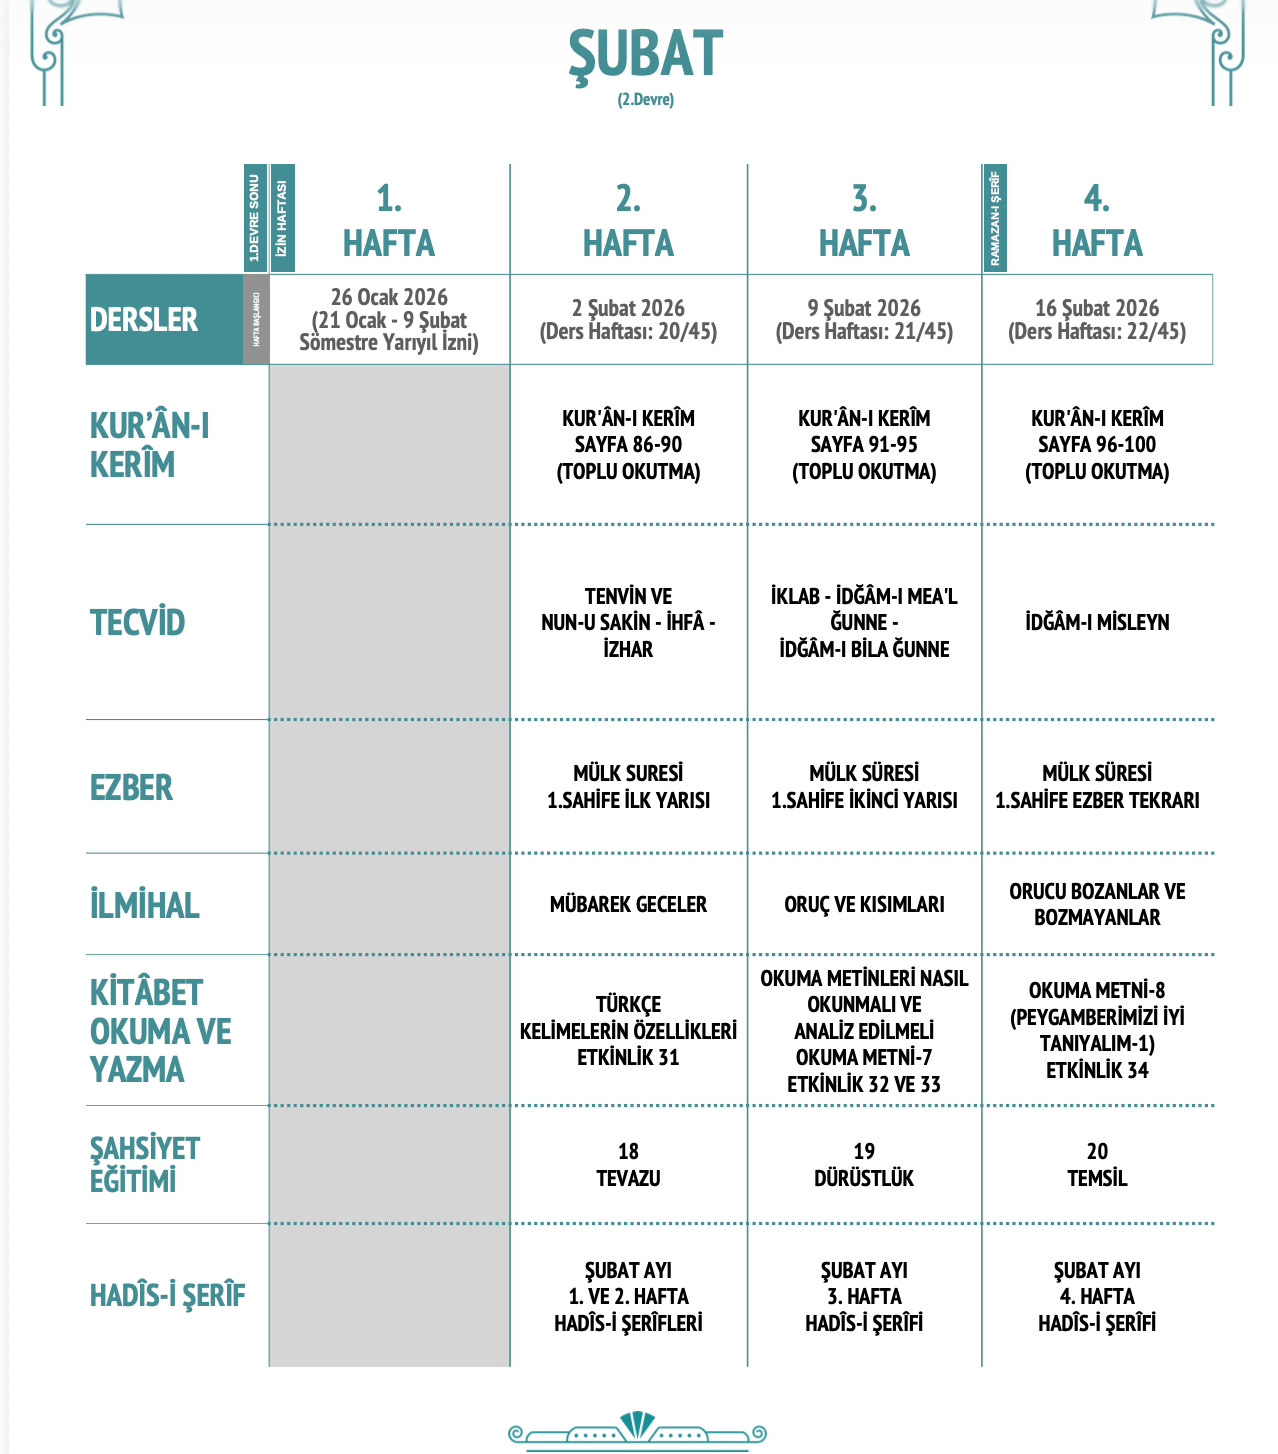 ŞUBAT
(2.Devre)
1.DEVRE SONU
İZİN HAFTASI
1.
HAFTA
2.
HAFTA
3.
HAFTA
RAMAZAN-I ŞERİF
4.
HAFTA
DERSLER
HAFTA BAŞLANGICI
26 Ocak 2026
(21 Ocak - 9 Şubat
Sömestre Yarıyıl İzni)
2 Şubat 2026
(Ders Haftası: 20/45)
9 Şubat 2026
(Ders Haftası: 21/45)
16 Şubat 2026
(Ders Haftası: 22/45)
KUR’ÂN-I
KERÎM
KUR'ÂN-I KERÎM
SAYFA 86-90
(TOPLU OKUTMA)
KUR'ÂN-I KERÎM
SAYFA 91-95
(TOPLU OKUTMA)
KUR'ÂN-I KERÎM
SAYFA 96-100
(TOPLU OKUTMA)
TECVİD
TENVİN VE
NUN-U SAKİN - İHFÂ -
İZHAR
İKLAB - İDĞÂM-I MEA'L
ĞUNNE -
İDĞÂM-I BİLA ĞUNNE
İDĞÂM-I MİSLEYN
EZBER
MÜLK SURESİ
1.SAHİFE İLK YARISI
MÜLK SÜRESİ
1.SAHİFE İKİNCİ YARISI
MÜLK SÜRESİ
1.SAHİFE EZBER TEKRARI
İLMİHAL
MÜBAREK GECELER
ORUÇ VE KISIMLARI
ORUCU BOZANLAR VE
BOZMAYANLAR
KİTÂBET
OKUMA VE
YAZMA
TÜRKÇE
KELİMELERİN ÖZELLİKLERİ
ETKİNLİK 31
OKUMA METİNLERİ NASIL
OKUNMALI VE
ANALİZ EDİLMELİ
OKUMA METNİ-7
ETKİNLİK 32 VE 33
OKUMA METNİ-8
(PEYGAMBERİMİZİ İYİ
TANIYALIM-1)
ETKİNLİK 34
ŞAHSİYET
EĞİTİMİ
18
TEVAZU
19
DÜRÜSTLÜK
20
TEMSİL
HADÎS-İ ŞERÎF
ŞUBAT AYI
1. VE 2. HAFTA
HADÎS-İ ŞERÎFLERİ
ŞUBAT AYI
3. HAFTA
HADÎS-İ ŞERÎFİ
ŞUBAT AYI
4. HAFTA
HADÎS-İ ŞERÎFİ